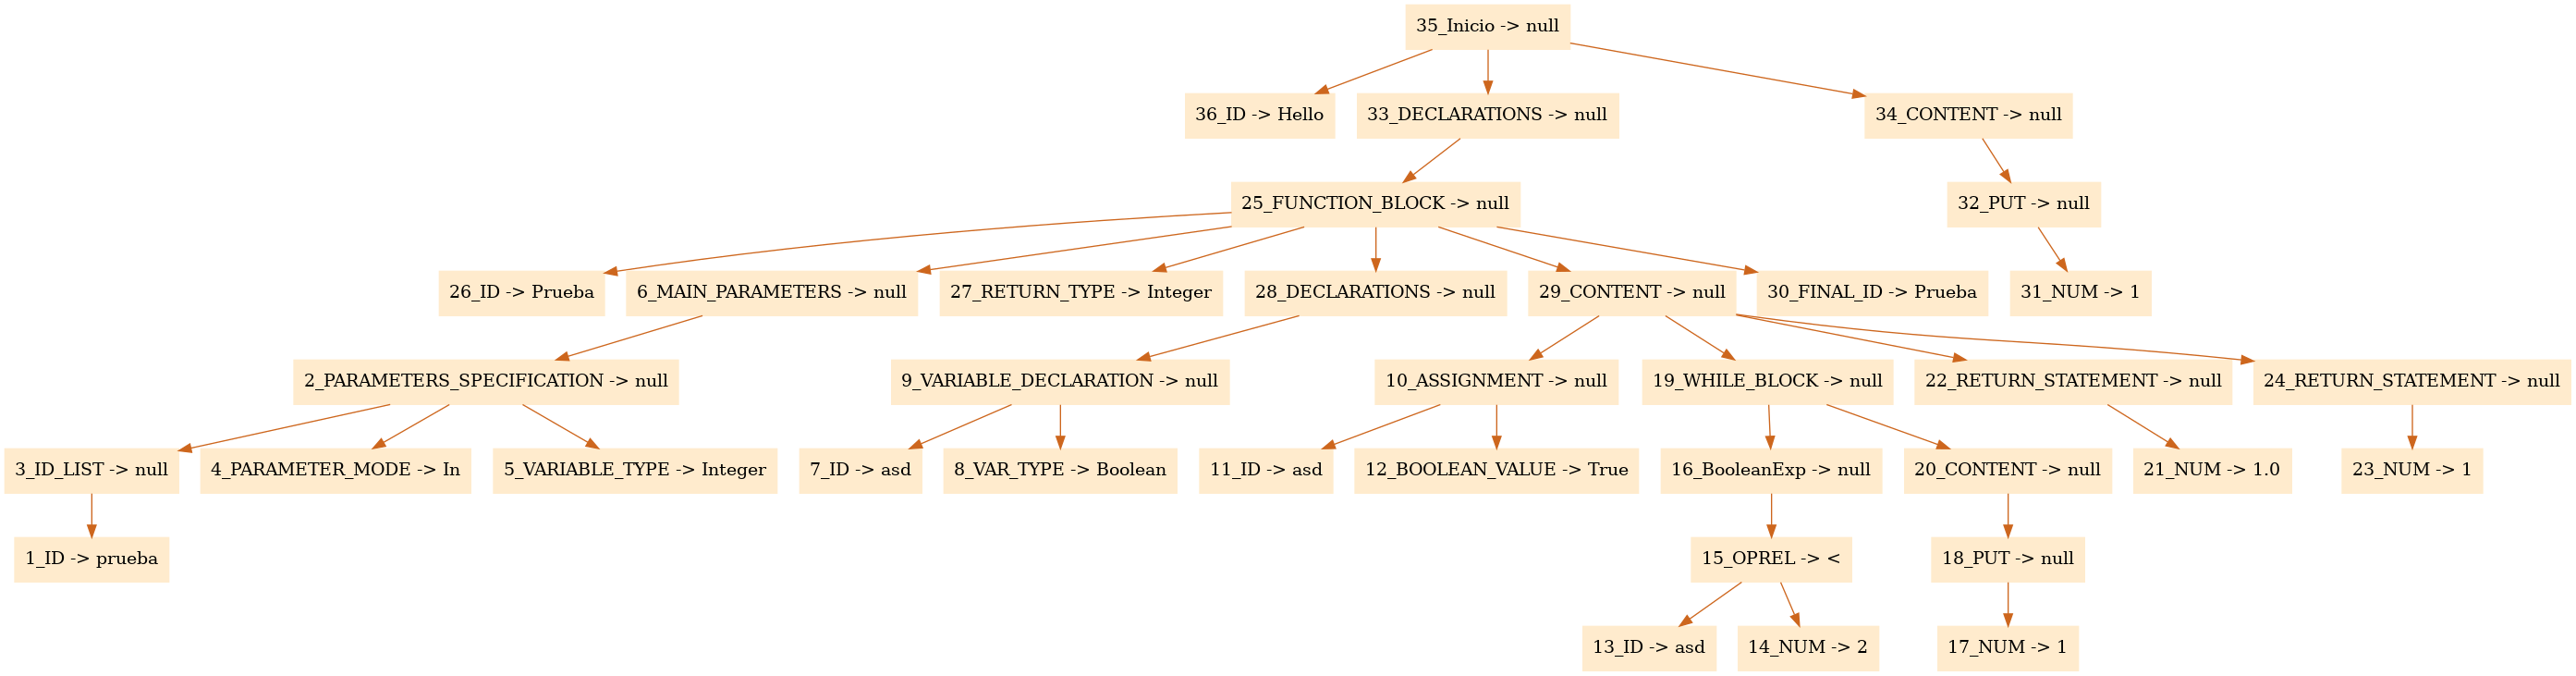 35_Inicio -> null
36_ID -> Hello
33_DECLARATIONS -> null
34_CONTENT -> null
25_FUNCTION_BLOCK -> null
32_PUT -> null
26_ID -> Prueba
6_MAIN_PARAMETERS -> null
27_RETURN_TYPE -> Integer
28_DECLARATIONS -> null
29_CONTENT -> null
30_FINAL_ID -> Prueba
31_NUM -> 1
2_PARAMETERS_SPECIFICATION -> null
9_VARIABLE_DECLARATION -> null
10_ASSIGNMENT -> null
19_WHILE_BLOCK -> null
22_RETURN_STATEMENT -> null
24_RETURN_STATEMENT -> null
3_ID_LIST -> null
4_PARAMETER_MODE -> In
5_VARIABLE_TYPE -> Integer
7_ID -> asd
8_VAR_TYPE -> Boolean
11_ID -> asd
12_BOOLEAN_VALUE -> True
16_BooleanExp -> null
20_CONTENT -> null
21_NUM -> 1.0
23_NUM -> 1
1_ID -> prueba
15_OPREL -> <
18_PUT -> null
13_ID -> asd
14_NUM -> 2
17_NUM -> 1